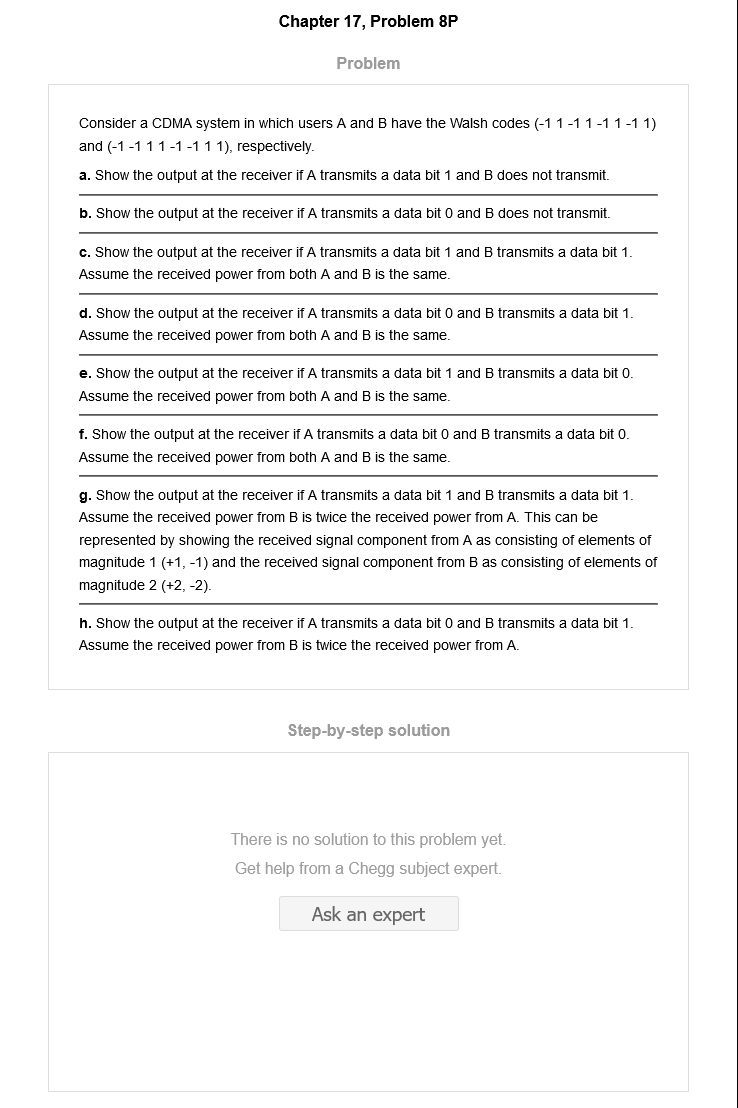 Chapter 17, Problem 8P
Problem
Consider a CDMA system in which users A and B have the Walsh codes (-1 1 -1 1 -1 1 -1 1)
and (-1 -1 1 1 -1 -1 1 1), respectively.
a. Show the output at the receiver if A transmits a data bit 1 and B does not transmit.
b. Show the output at the receiver if A transmits a data bit 0 and B does not transmit.
c. Show the output at the receiver if A transmits a data bit 1 and B transmits a data bit 1.
Assume the received power from both A and B is the same.
d. Show the output at the receiver if A transmits a data bit 0 and B transmits a data bit 1.
Assume the received power from both A and B is the same.
e. Show the output at the receiver if A transmits a data bit 1 and B transmits a data bit 0.
Assume the received power from both A and B is the same.
f. Show the output at the receiver if A transmits a data bit 0 and B transmits a data bit 0.
Assume the received power from both A and B is the same.
g. Show the output at the receiver if A transmits a data bit 1 and B transmits a data bit 1.
Assume the received power from B is twice the received power from A. This can be
represented by showing the received signal component from A as consisting of elements of
magnitude 1 (+1, -1) and the received signal component from B as consisting of elements of
magnitude 2 (+2, -2).
h. Show the output at the receiver if A transmits a data bit 0 and B transmits a data bit 1.
Assume the received power from B is twice the received power from A.
Step-by-step solution
There is no solution to this problem yet.
Get help from a Chegg subject expert.
Ask an expert